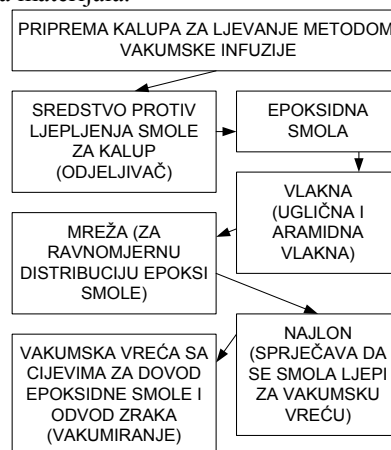 PRIPREMA KALUPA ZA LJEVANJE METODOM
VAKUMSKE INFUZIJE
SREDSTVO PROTIV
LJEPLJENJA SMOLE
ZA KALUP
(ODJELJIVAČ)
EPOKSIDNA
SMOLA
VLAKNA
(UGLIČNA I
ARAMIDNA
VLAKNA)
MREŽA (ZA
RAVNOMJERNU
DISTRIBUCIJU EPOKSI
SMOLE)
NAJLON
(SPRJEČAVA DA
SE SMOLA LJEPI
ZA VAKUMSKU
VREĆU)
VAKUMSKA VREĆA SA
CIJEVIMA ZA DOVOD
EPOKSIDNE SMOLE I
ODVOD ZRAKA
(VAKUMIRANJE)